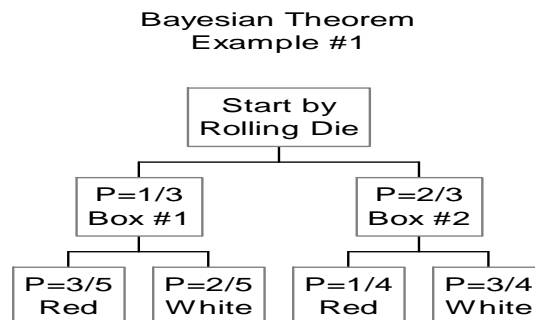 Bayesian Theorem
Example #1
Start by
Rolling Die
P=1/3
Box #1
P=2/3
Box #2
P=3/5
Red
P=2/5
White
P=1/4
Red
P=3/4
White